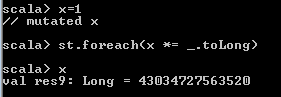 scala> x=1
// mutated x
scala> st.foreach(x *= _.toLong)
scala> x
val res9: Long = 43034727563520